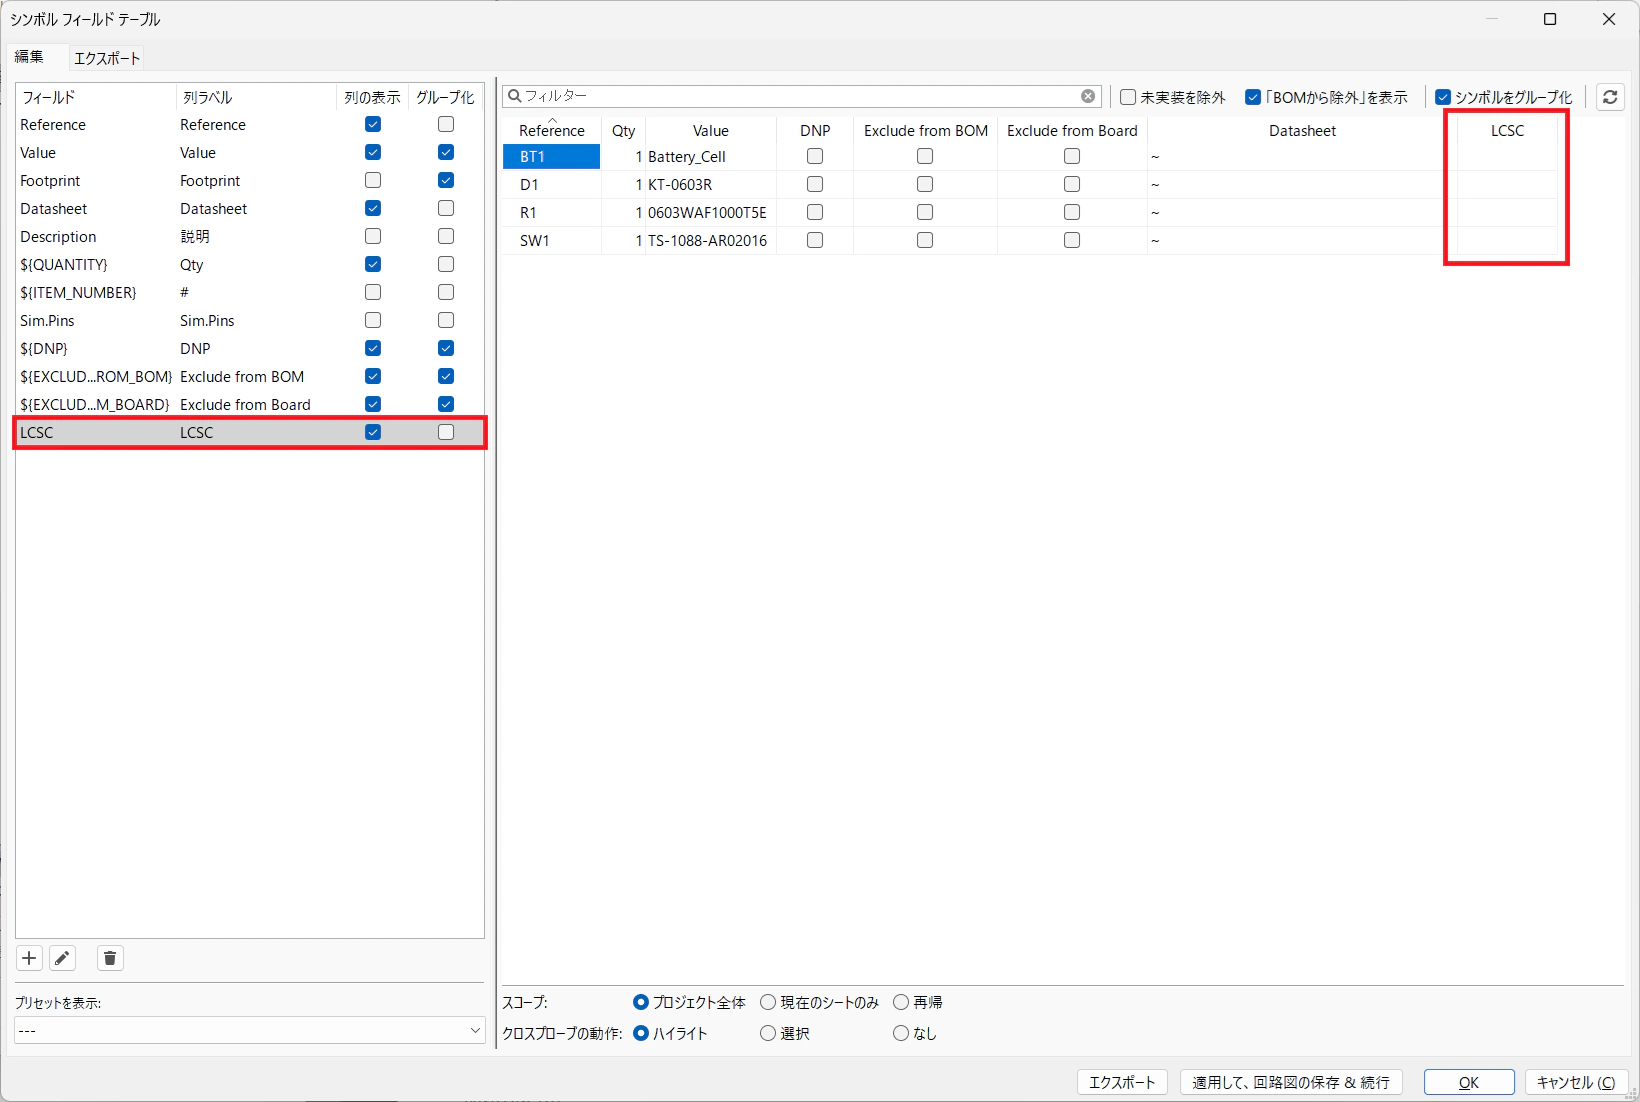 シンボル フィールド テーブル
編集
エクスポート
フィールド 列ラベル 列の表示 グループ化
Reference Reference
Value Value
Footprint Footprint
Datasheet Datasheet
Description 説明
${QUANTITY} Qty
${ITEM_NUMBER} #
Sim.Pins Sim.Pins
${DNP} DNP
${EXCLUD...ROM_BOM} Exclude from BOM
${EXCLUD...M_BOARD} Exclude from Board
LCSC LCSC
プリセットを表示:
---
フィルター 未実装を除外 「BOMから除外」を表示 シンボルをグループ化
Reference Qty Value DNP Exclude from BOM Exclude from Board Datasheet LCSC
BT1 1 Battery_Cell ~
D1 1 KT-0603R ~
R1 1 0603WAF1000T5E ~
SW1 1 TS-1088-AR02016 ~
スコープ: プロジェクト全体 現在のシートのみ 再帰
クロスプローブの動作: ハイライト 選択 なし
エクスポート 適用して、回路図の保存 & 続行 OK キャンセル (C)